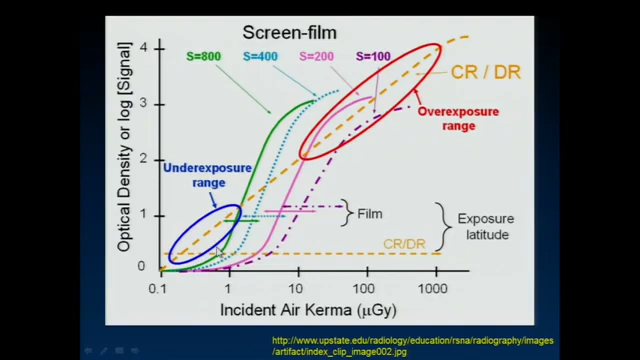 Screen-film
S=800 S=400 S=200 S=100
CR / DR
Overexposure
range
Underexposure
range
Film
Exposure
latitude
CR/DR
Optical Density or log [Signal]
4
3
2
1
0
0.1 1 10 100 1000
Incident Air Kerma (μGy)
http://www.upstate.edu/radiology/education/rsna/radiography/images
/artifact/index_clip_image002.jpg